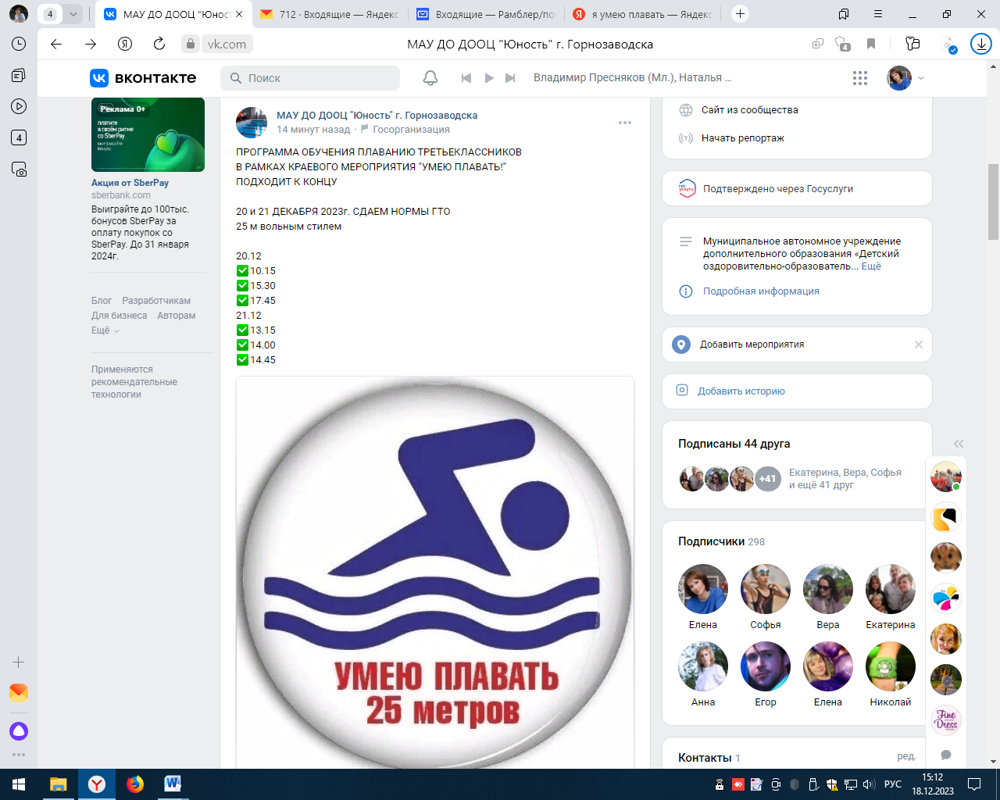 4
МАУ ДО ДООЦ "Юност
712 · Входящие — Яндекс
Входящие — Рамблер/поч
я умею плавать — Яндекс
vk.com
МАУ ДО ДООЦ "Юность" г. Горнозаводска
4
вконтакте
Поиск
Владимир Пресняков (Мл.), Наталья ...
4
Реклама 0+
платите
в своём ритме
со SberPay
выигрывайте
бонусы
Акция от SberPay
sberbank.com
Выиграйте до 100тыс.
бонусов SberPay за
оплату покупок со
SberPay. До 31 января
2024г.
Блог Разработчикам
Для бизнеса Авторам
Ещё
Применяются
рекомендательные
технологии
МАУ ДО ДООЦ "Юность" г. Горнозаводска
14 минут назад · Госорганизация
ПРОГРАММА ОБУЧЕНИЯ ПЛАВАНИЮ ТРЕТЬЕКЛАССНИКОВ
В РАМКАХ КРАЕВОГО МЕРОПРИЯТИЯ "УМЕЮ ПЛАВАТЬ!"
ПОДХОДИТ К КОНЦУ
20 и 21 ДЕКАБРЯ 2023г. СДАЕМ НОРМЫ ГТО
25 м вольным стилем
20.12
✅10.15
✅15.30
✅17.45
21.12
✅13.15
✅14.00
✅14.45
УМЕЮ ПЛАВАТЬ
25 метров
Сайт из сообщества
Начать репортаж
гос
услуги
Подтверждено через Госуслуги
Муниципальное автономное учреждение
дополнительного образования «Детский
оздоровительно-образователь... Ещё
Подробная информация
Добавить мероприятия
Добавить историю
Подписаны 44 друга
+41
Екатерина, Вера, Софья
и ещё 41 друг
Подписчики 298
Елена Софья Вера Екатерина
Анна Егор Елена Николай
Контакты 1
ред.
Fine
Dress
РУС
15:12
18.12.2023